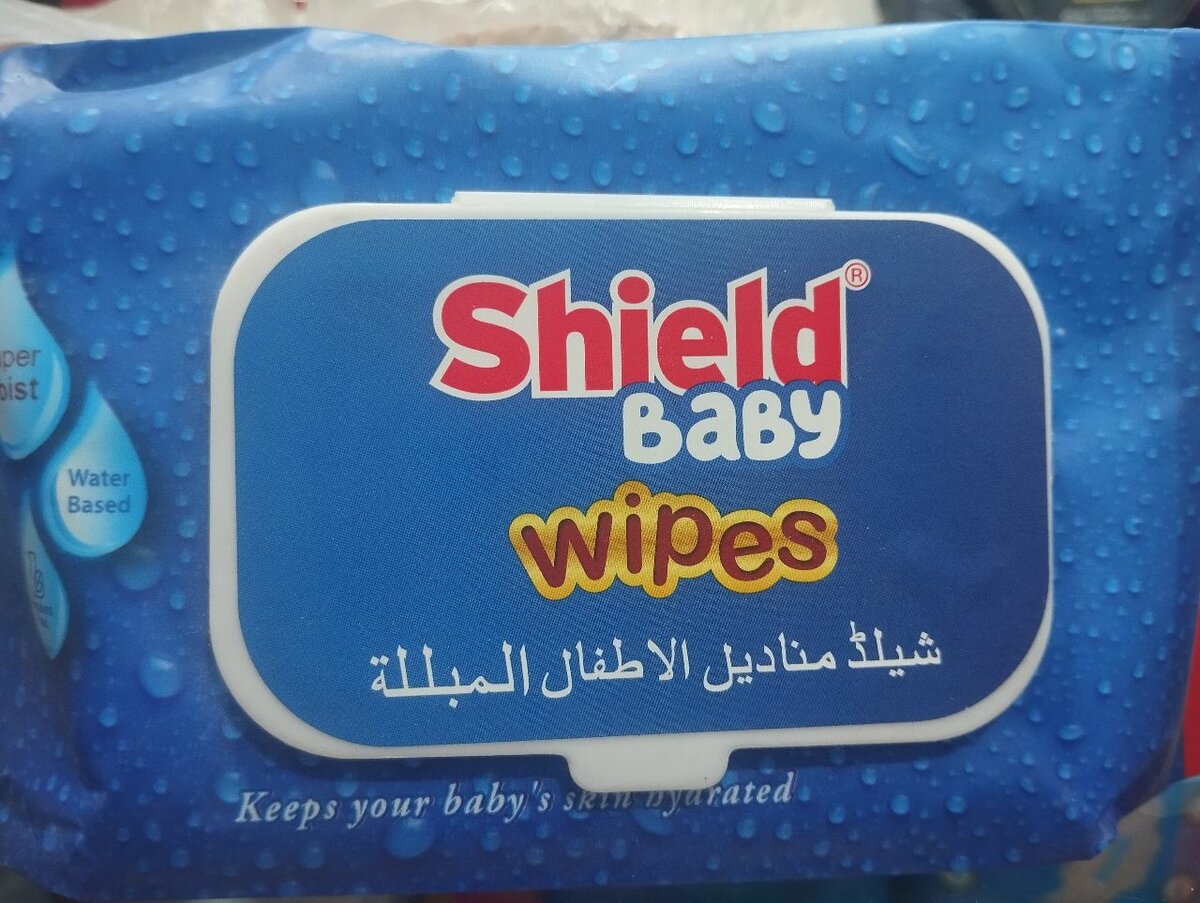 Shield®
BaBy
wipes
شيلڈ مناديل الاطفال المبللة
Keeps your baby's skin hydrated
Water
Based